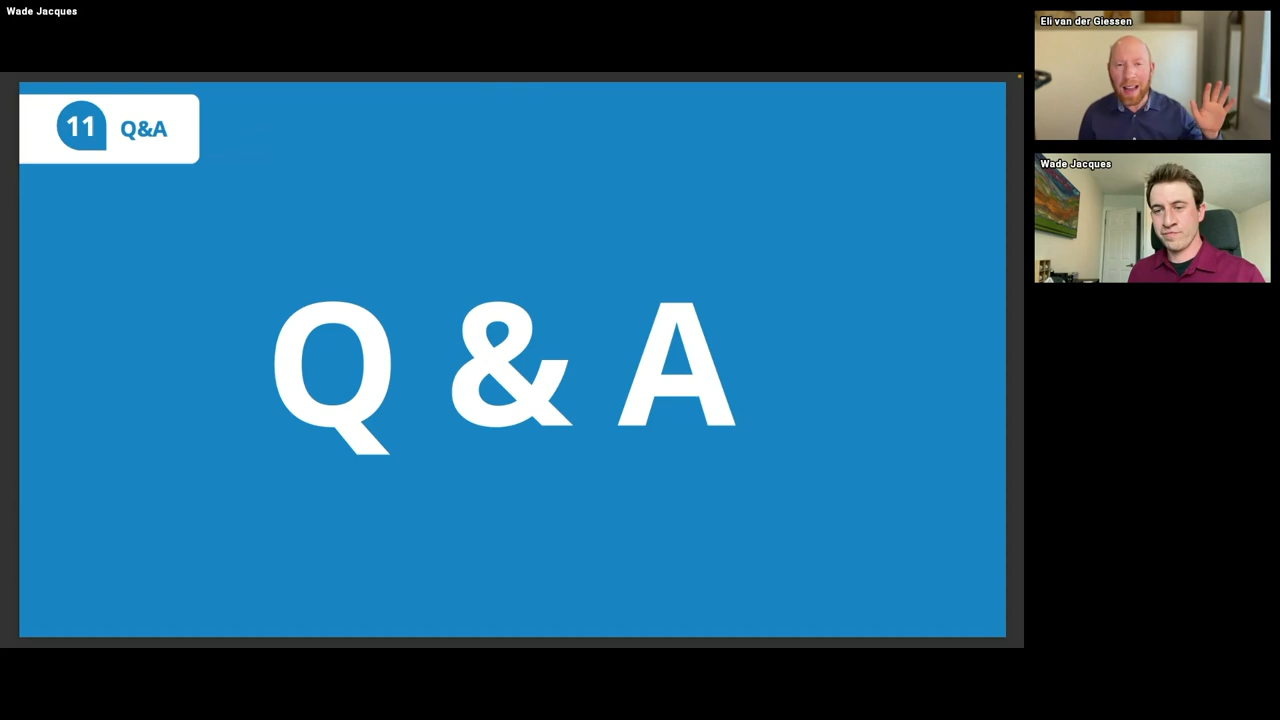 Wade Jacques
Eli van der Giessen
11 Q&A
Wade Jacques
Q & A